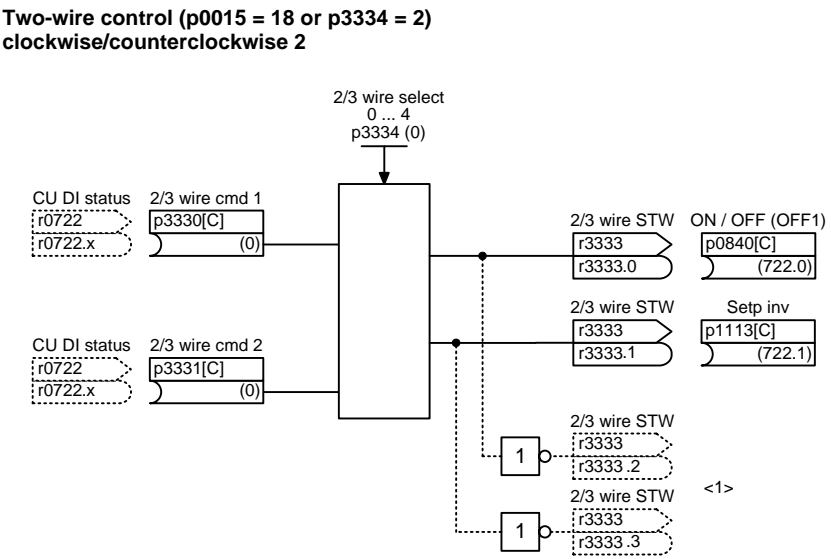 Two-wire control (p0015 = 18 or p3334 = 2)
clockwise/counterclockwise 2
2/3 wire select
0 ... 4
p3334 (0)
CU DI status
r0722
r0722.x
2/3 wire cmd 1
p3330[C]
(0)
2/3 wire STW
r3333
r3333.0
ON / OFF (OFF1)
p0840[C]
(722.0)
2/3 wire STW
r3333
r3333.1
Setp inv
p1113[C]
(722.1)
CU DI status
r0722
r0722.x
2/3 wire cmd 2
p3331[C]
(0)
1
2/3 wire STW
r3333
r3333.2
<1>
1
2/3 wire STW
r3333
r3333.3